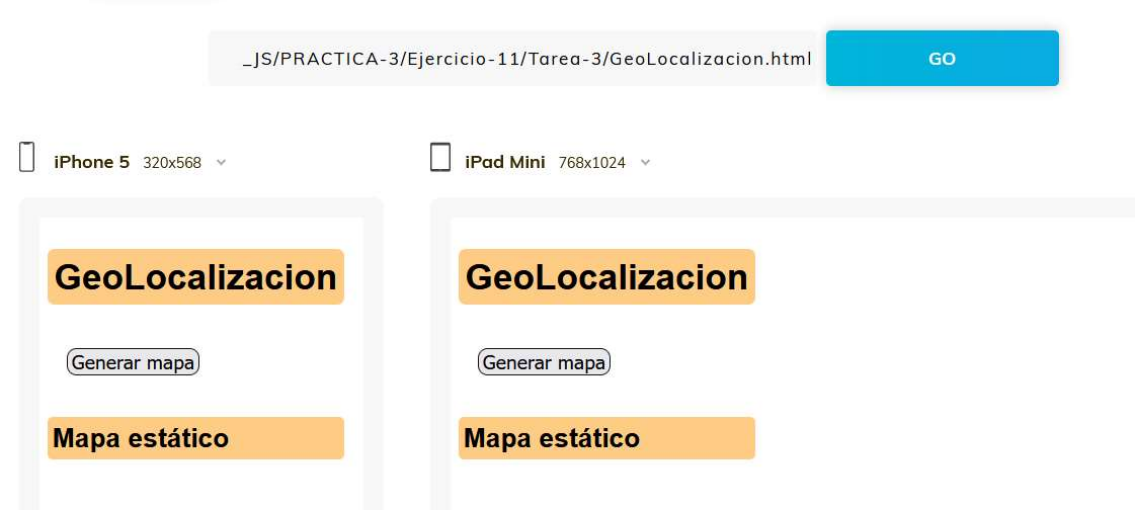 _JS/PRACTICA-3/Ejercicio-11/Tarea-3/GeoLocalizacion.html GO
iPhone 5 320x568
iPad Mini 768x1024
GeoLocalizacion
Generar mapa
Mapa estático
GeoLocalizacion
Generar mapa
Mapa estático